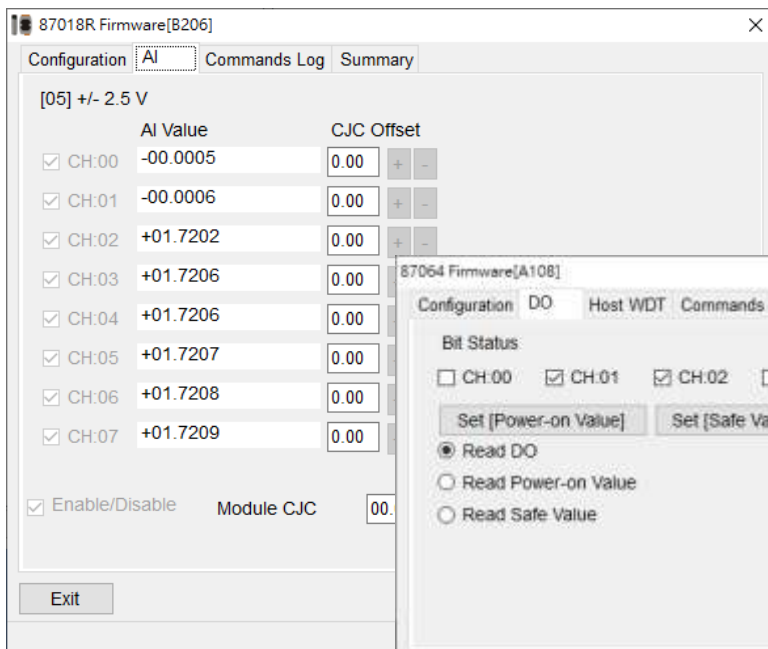 87018R Firmware[B206]
Configuration AI Commands Log Summary
[05] +/- 2.5 V
AI Value CJC Offset
CH:00 -00.0005 0.00 + -
CH:01 -00.0006 0.00 + -
CH:02 +01.7202 0.00 + -
CH:03 +01.7206 0.00
CH:04 +01.7206 0.00
CH:05 +01.7207 0.00
CH:06 +01.7208 0.00
CH:07 +01.7209 0.00
Enable/Disable Module CJC 00.
Exit
87064 Firmware[A108]
Configuration DO Host WDT Commands
Bit Status
CH:00 CH:01 CH:02
Set [Power-on Value] Set [Safe Va
Read DO
Read Power-on Value
Read Safe Value